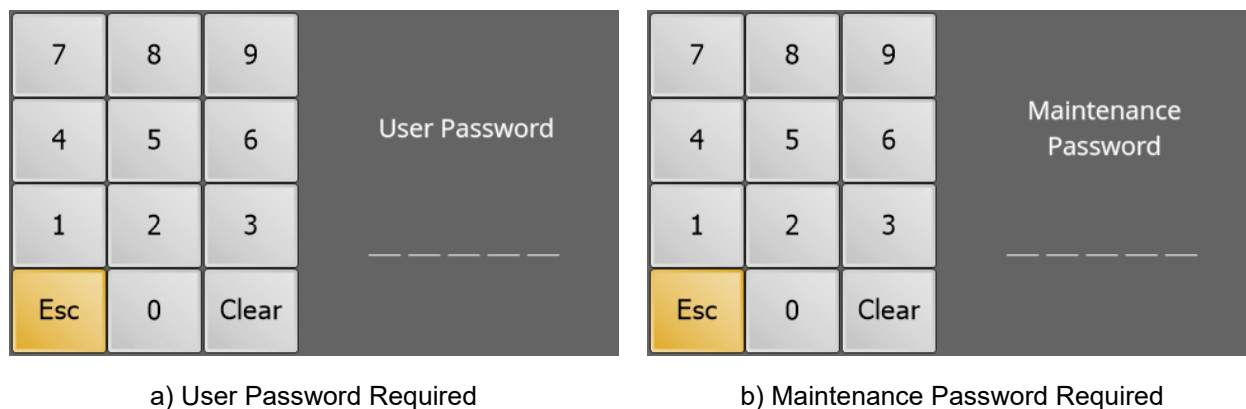 7 8 9
4 5 6
User Password
1 2 3
Esc 0 Clear
a) User Password Required
7 8 9
Maintenance
Password
4 5 6
1 2 3
Esc 0 Clear
b) Maintenance Password Required